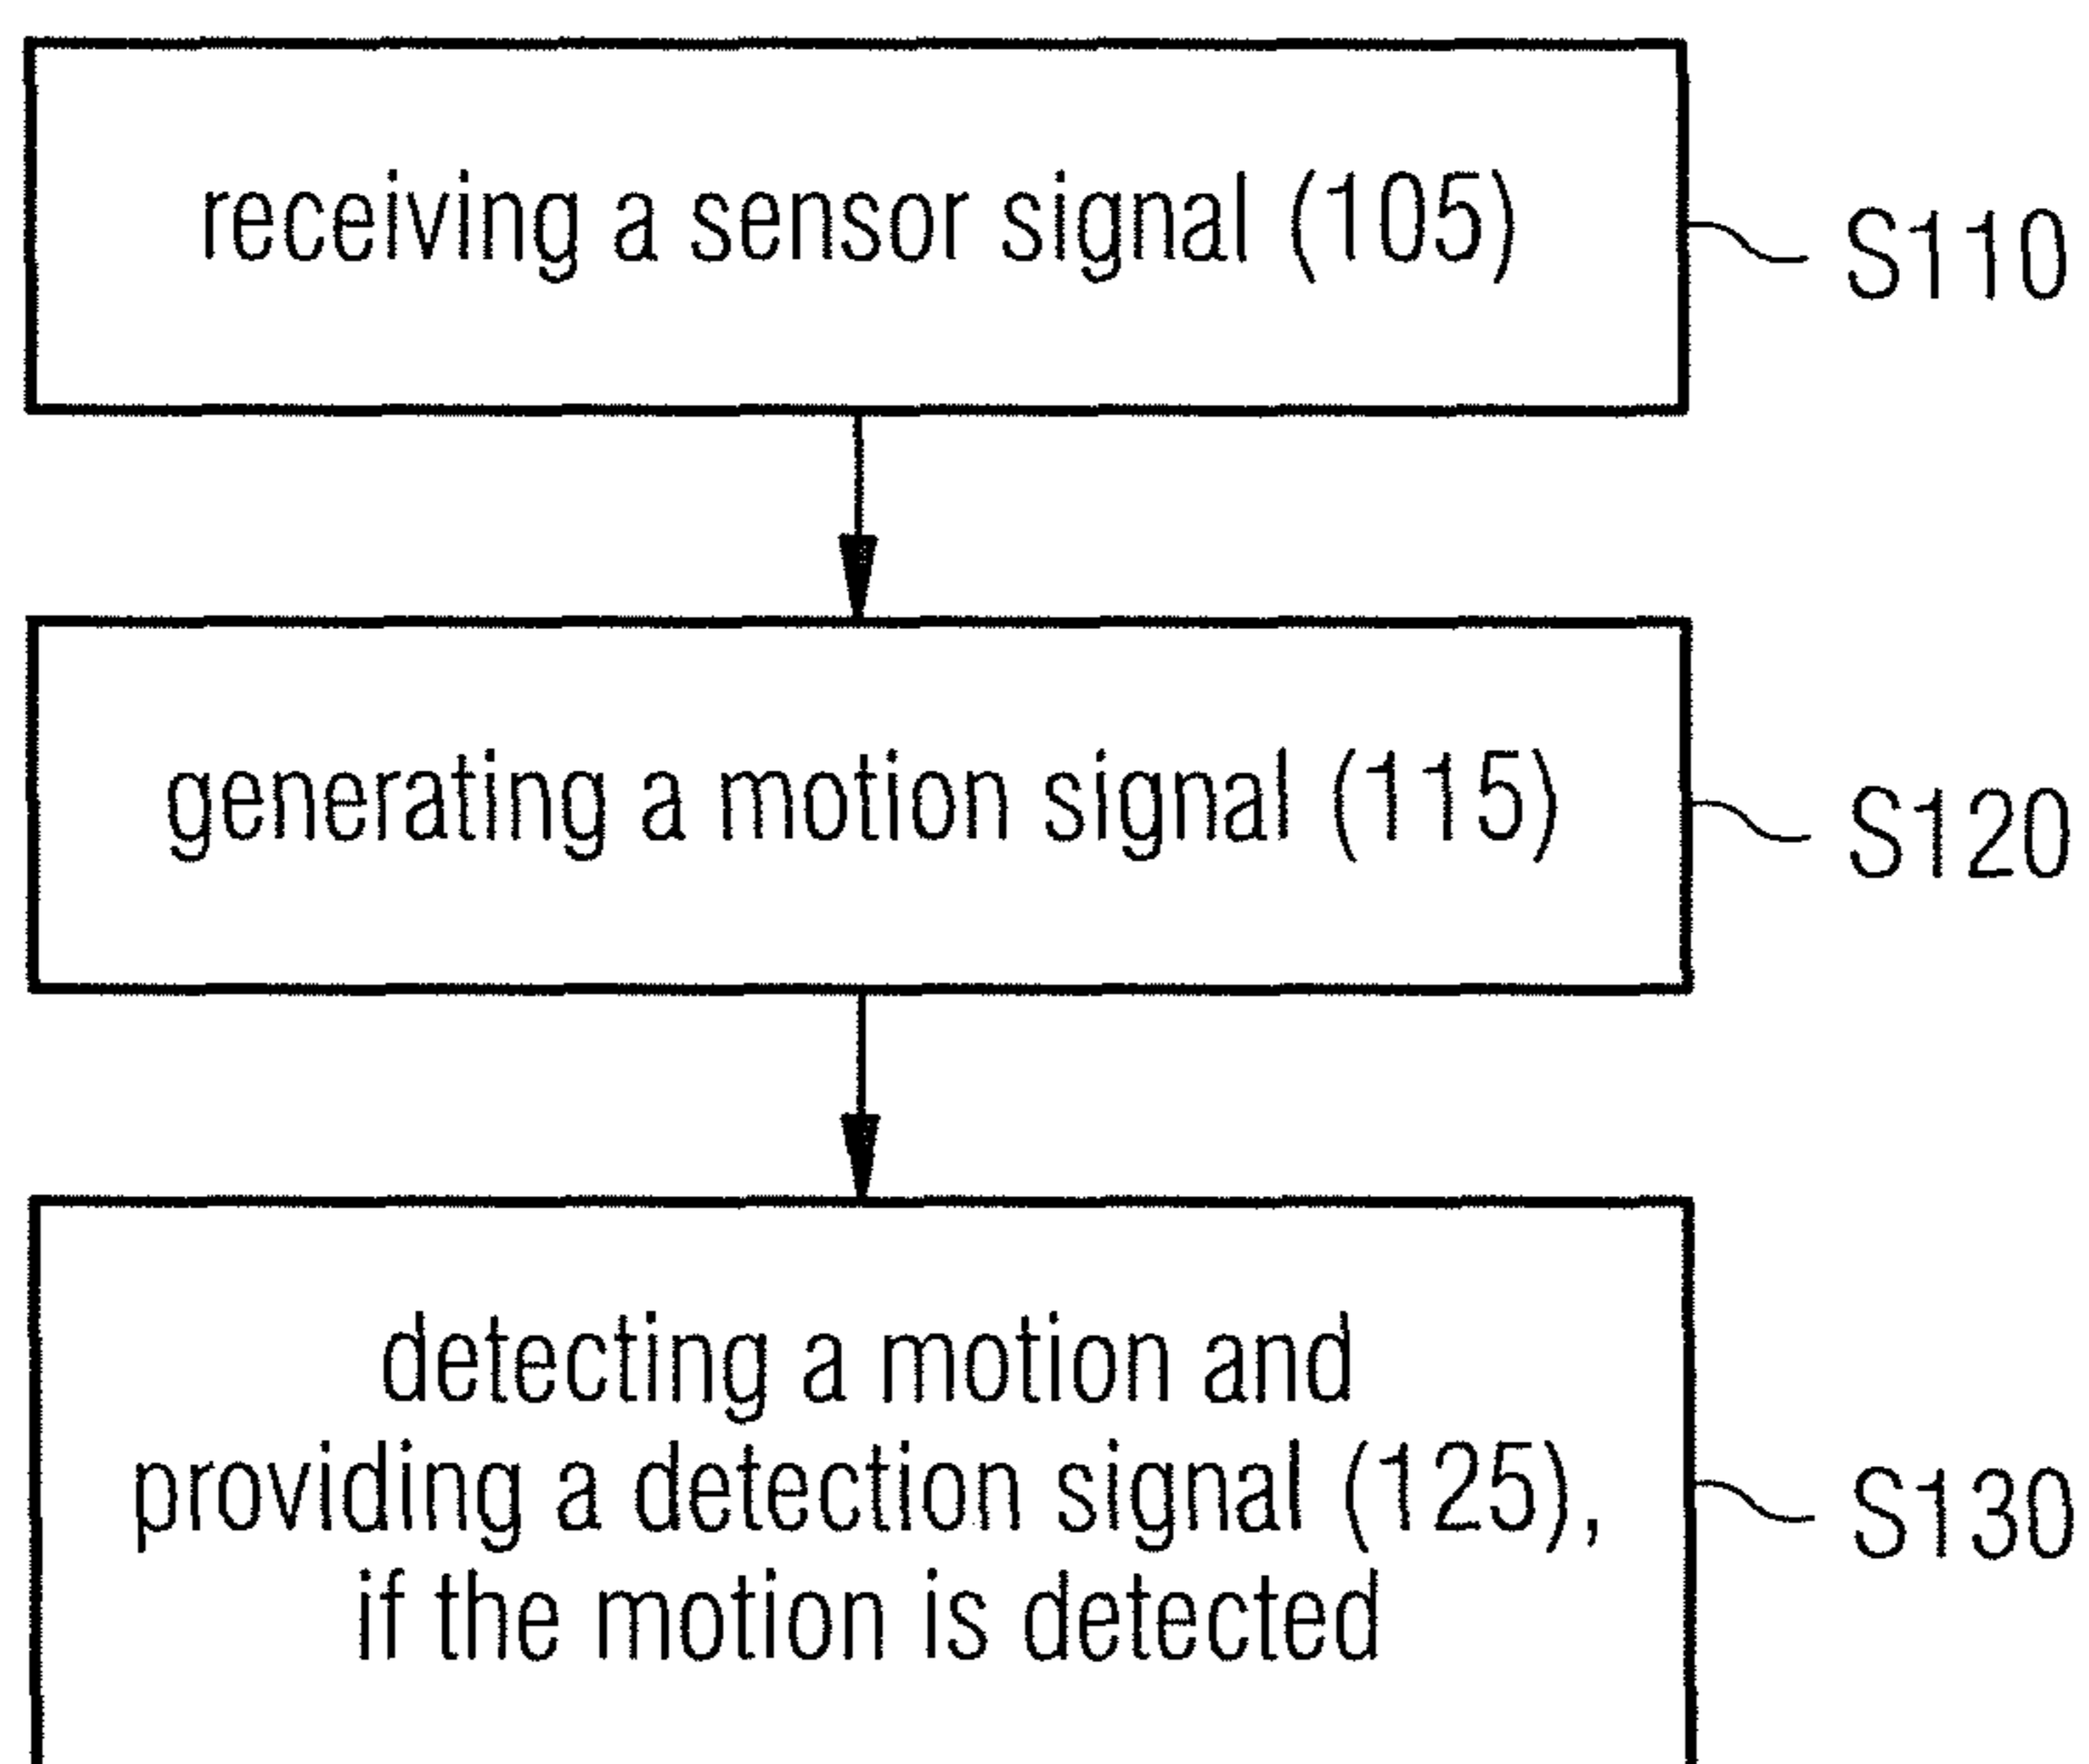 receiving a sensor signal (105)
S110
generating a motion signal (115)
S120
detecting a motion and
providing a detection signal (125),
if the motion is detected
S130